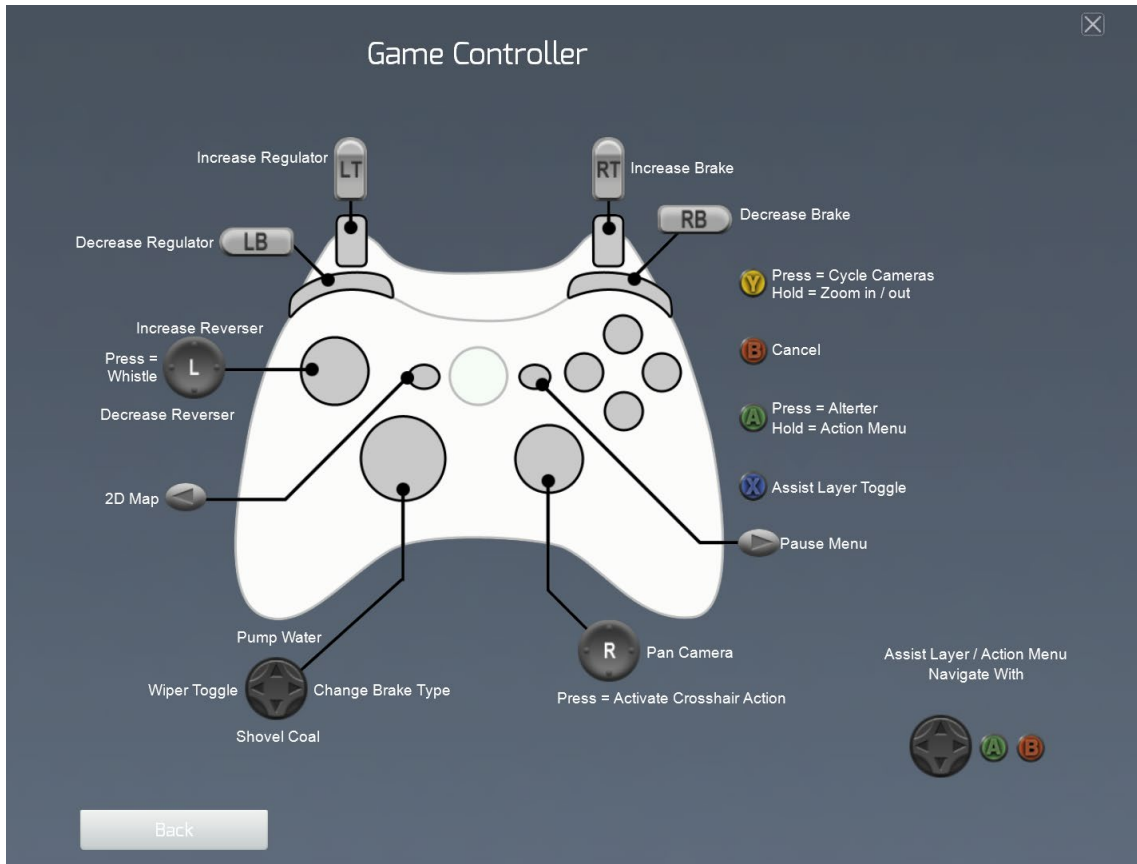 Game Controller
Increase Regulator
LT
RT
Increase Brake
Decrease Regulator
LB
RB
Decrease Brake
Y
Press = Cycle Cameras
Hold = Zoom in / out
Increase Reverser
Press =
Whistle
L
Decrease Reverser
B
Cancel
A
Press = Alterter
Hold = Action Menu
2D Map
X
Assist Layer Toggle
Pause Menu
Pump Water
Wiper Toggle
Change Brake Type
Shovel Coal
R
Pan Camera
Press = Activate Crosshair Action
Assist Layer / Action Menu
Navigate With
A
B
Back